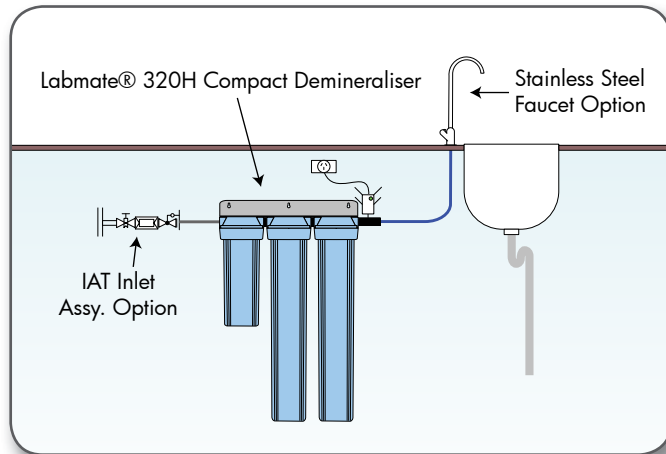 Labmate® 320H Compact Demineraliser
Stainless Steel
Faucet Option
IAT Inlet
Assy. Option